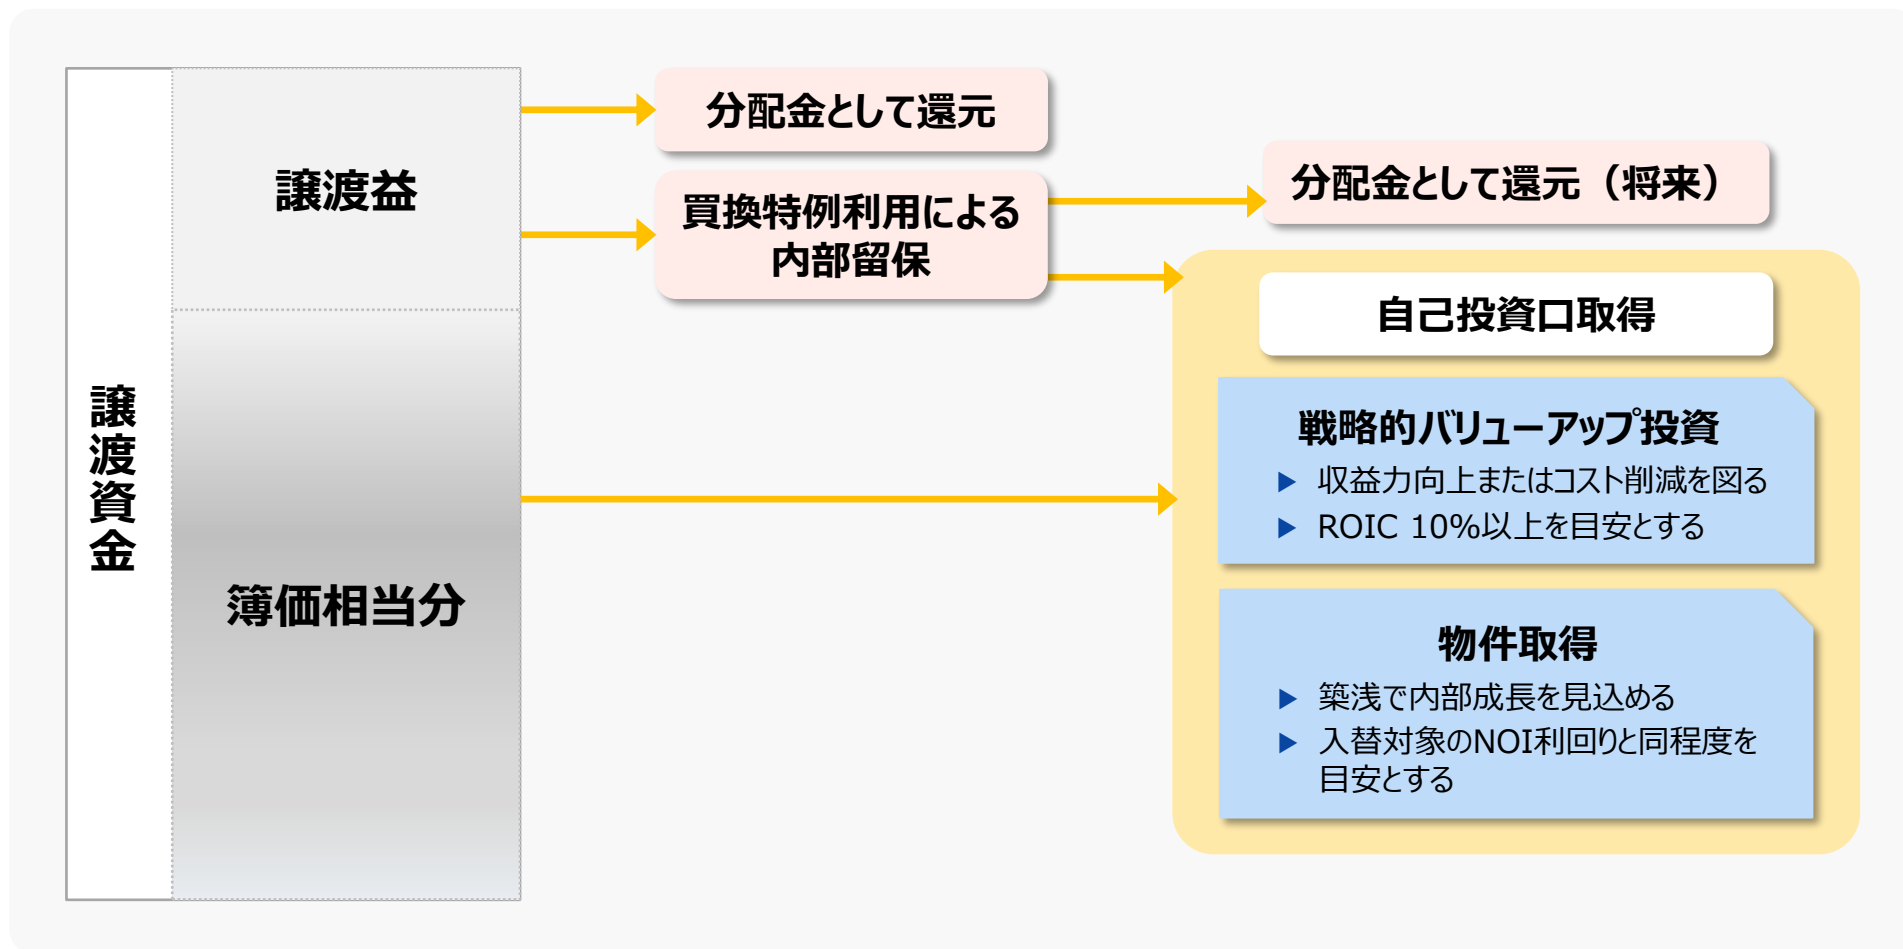 譲渡資金
譲渡益
簿価相当分
分配金として還元
買換特例利用による
内部留保
分配金として還元（将来）
自己投資口取得
戦略的バリューアップ投資
▶ 収益力向上またはコスト削減を図る
▶ ROIC 10%以上を目安とする
物件取得
▶ 築浅で内部成長を見込める
▶ 入替対象のNOI利回りと同程度を
目安とする